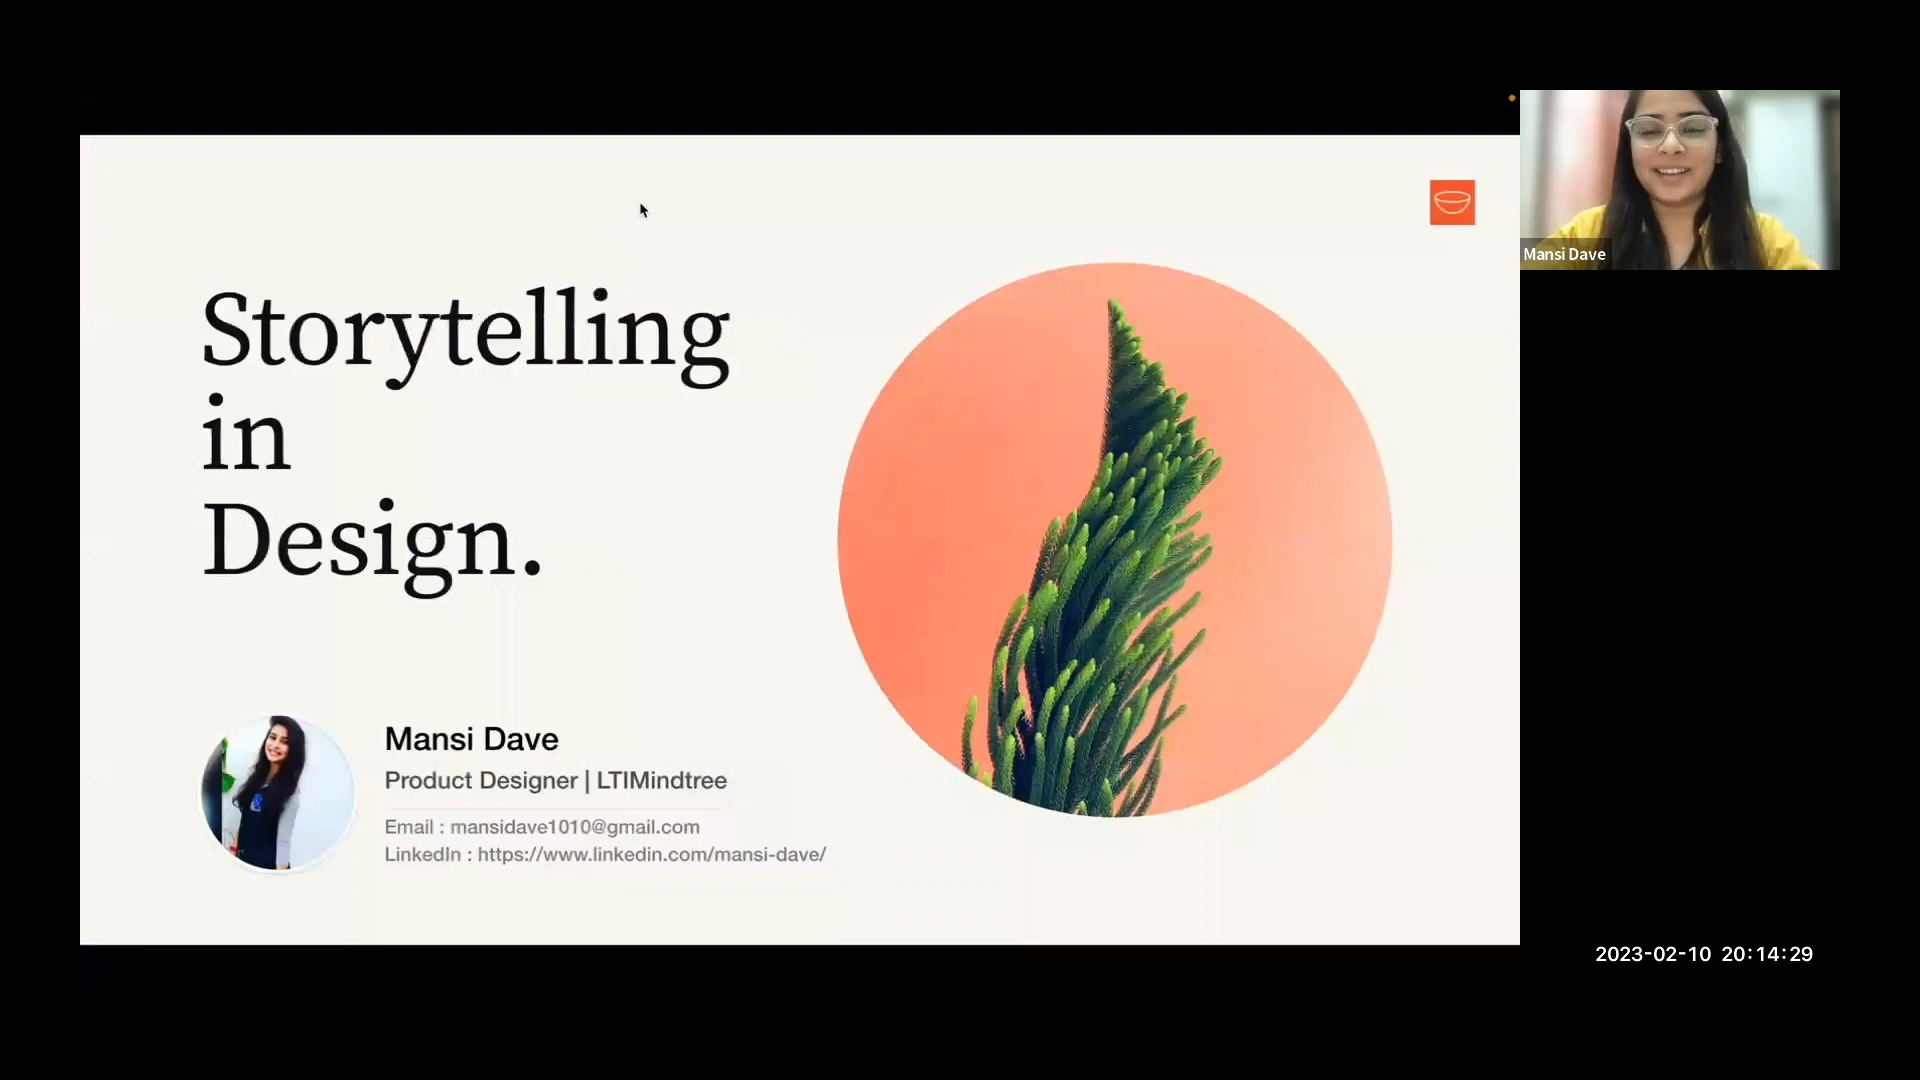 Storytelling
in
Design.
Mansi Dave
Product Designer | LTIMindtree
Email : mansidave1010@gmail.com
LinkedIn : https://www.linkedin.com/mansi-dave/
Mansi Dave
2023-02-10 20:14:29